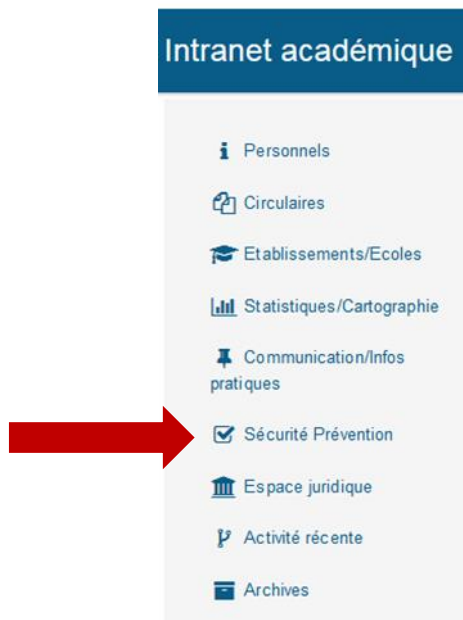 Intranet académique
Personnels
Circulaires
Etablissements/Ecoles
Statistiques/Cartographie
Communication/Infos
pratiques
Sécurité Prévention
Espace juridique
Activité récente
Archives